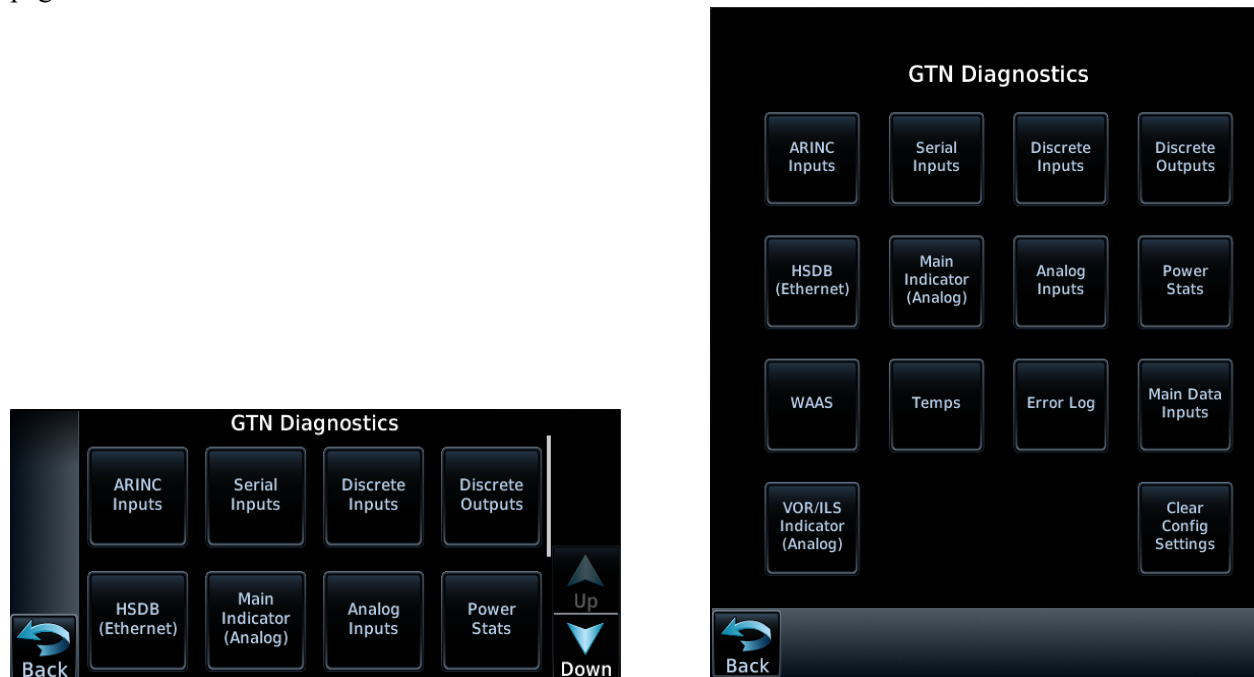 GTN Diagnostics
ARINC
Inputs
Serial
Inputs
Discrete
Inputs
Discrete
Outputs
HSDB
(Ethernet)
Main
Indicator
(Analog)
Analog
Inputs
Power
Stats
Up
Back
Down
GTN Diagnostics
ARINC
Inputs
Serial
Inputs
Discrete
Inputs
Discrete
Outputs
HSDB
(Ethernet)
Main
Indicator
(Analog)
Analog
Inputs
Power
Stats
WAAS
Temps
Error Log
Main Data
Inputs
VOR/ILS
Indicator
(Analog)
Clear
Config
Settings
Back